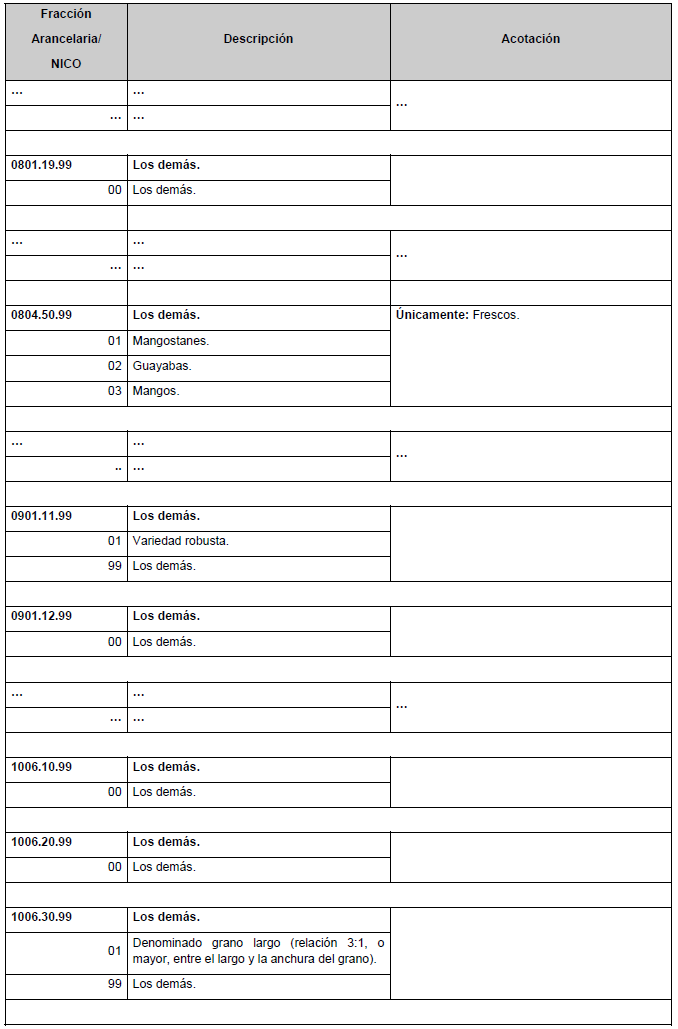 Fracción
Arancelaria/
NICO
Descripción
Acotación
... ...
... ...
...
0801.19.99 Los demás.
00 Los demás.
... ...
... ...
...
0804.50.99 Los demás. Únicamente: Frescos.
01 Mangostanes.
02 Guayabas.
03 Mangos.
... ...
.. ...
...
0901.11.99 Los demás.
01 Variedad robusta.
99 Los demás.
0901.12.99 Los demás.
00 Los demás.
... ...
... ...
...
1006.10.99 Los demás.
00 Los demás.
1006.20.99 Los demás.
00 Los demás.
1006.30.99 Los demás.
01 Denominado grano largo (relación 3:1, o
mayor, entre el largo y la anchura del grano).
99 Los demás.